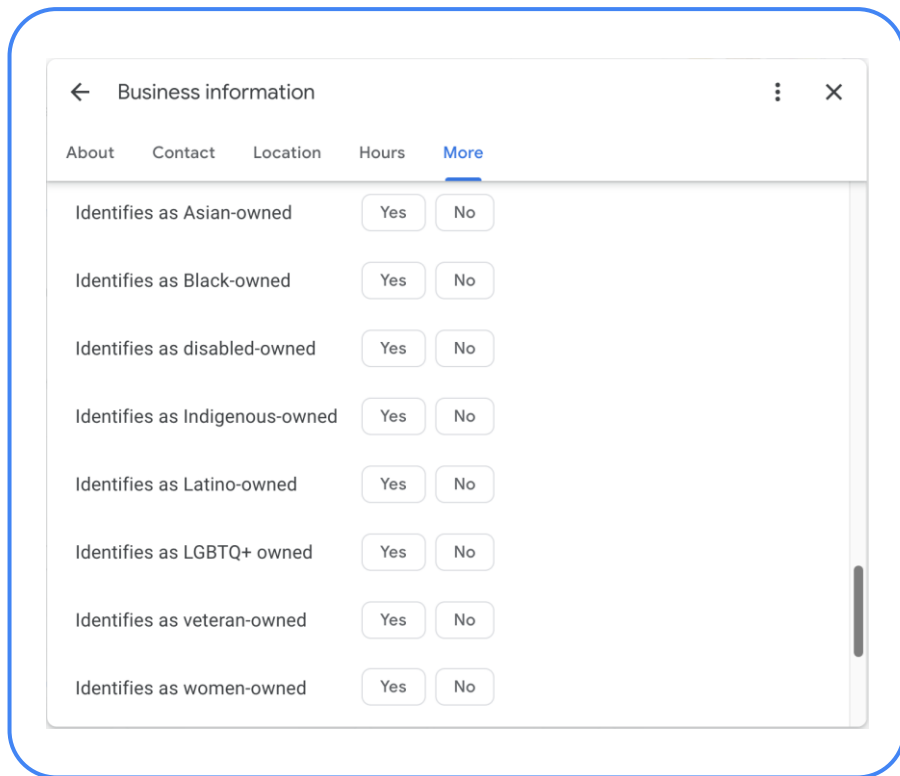 Business information
About Contact Location Hours More
Identifies as Asian-owned Yes No
Identifies as Black-owned Yes No
Identifies as disabled-owned Yes No
Identifies as Indigenous-owned Yes No
Identifies as Latino-owned Yes No
Identifies as LGBTQ+ owned Yes No
Identifies as veteran-owned Yes No
Identifies as women-owned Yes No